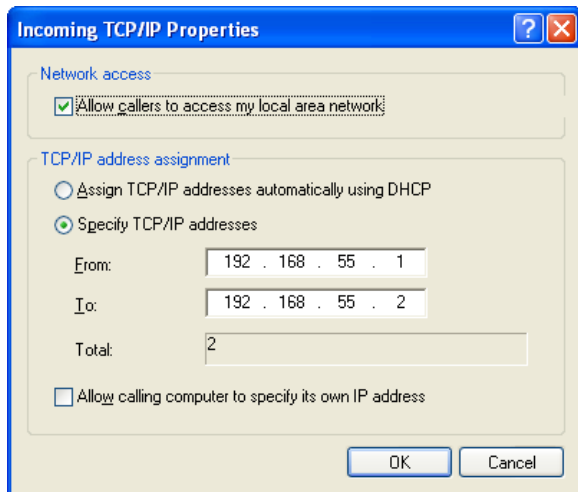 Incoming TCP/IP Properties
Network access
Allow callers to access my local area network
TCP/IP address assignment
Assign TCP/IP addresses automatically using DHCP
Specify TCP/IP addresses
From: 192 . 168 . 55 . 1
To: 192 . 168 . 55 . 2
Total: 2
Allow calling computer to specify its own IP address
OK Cancel